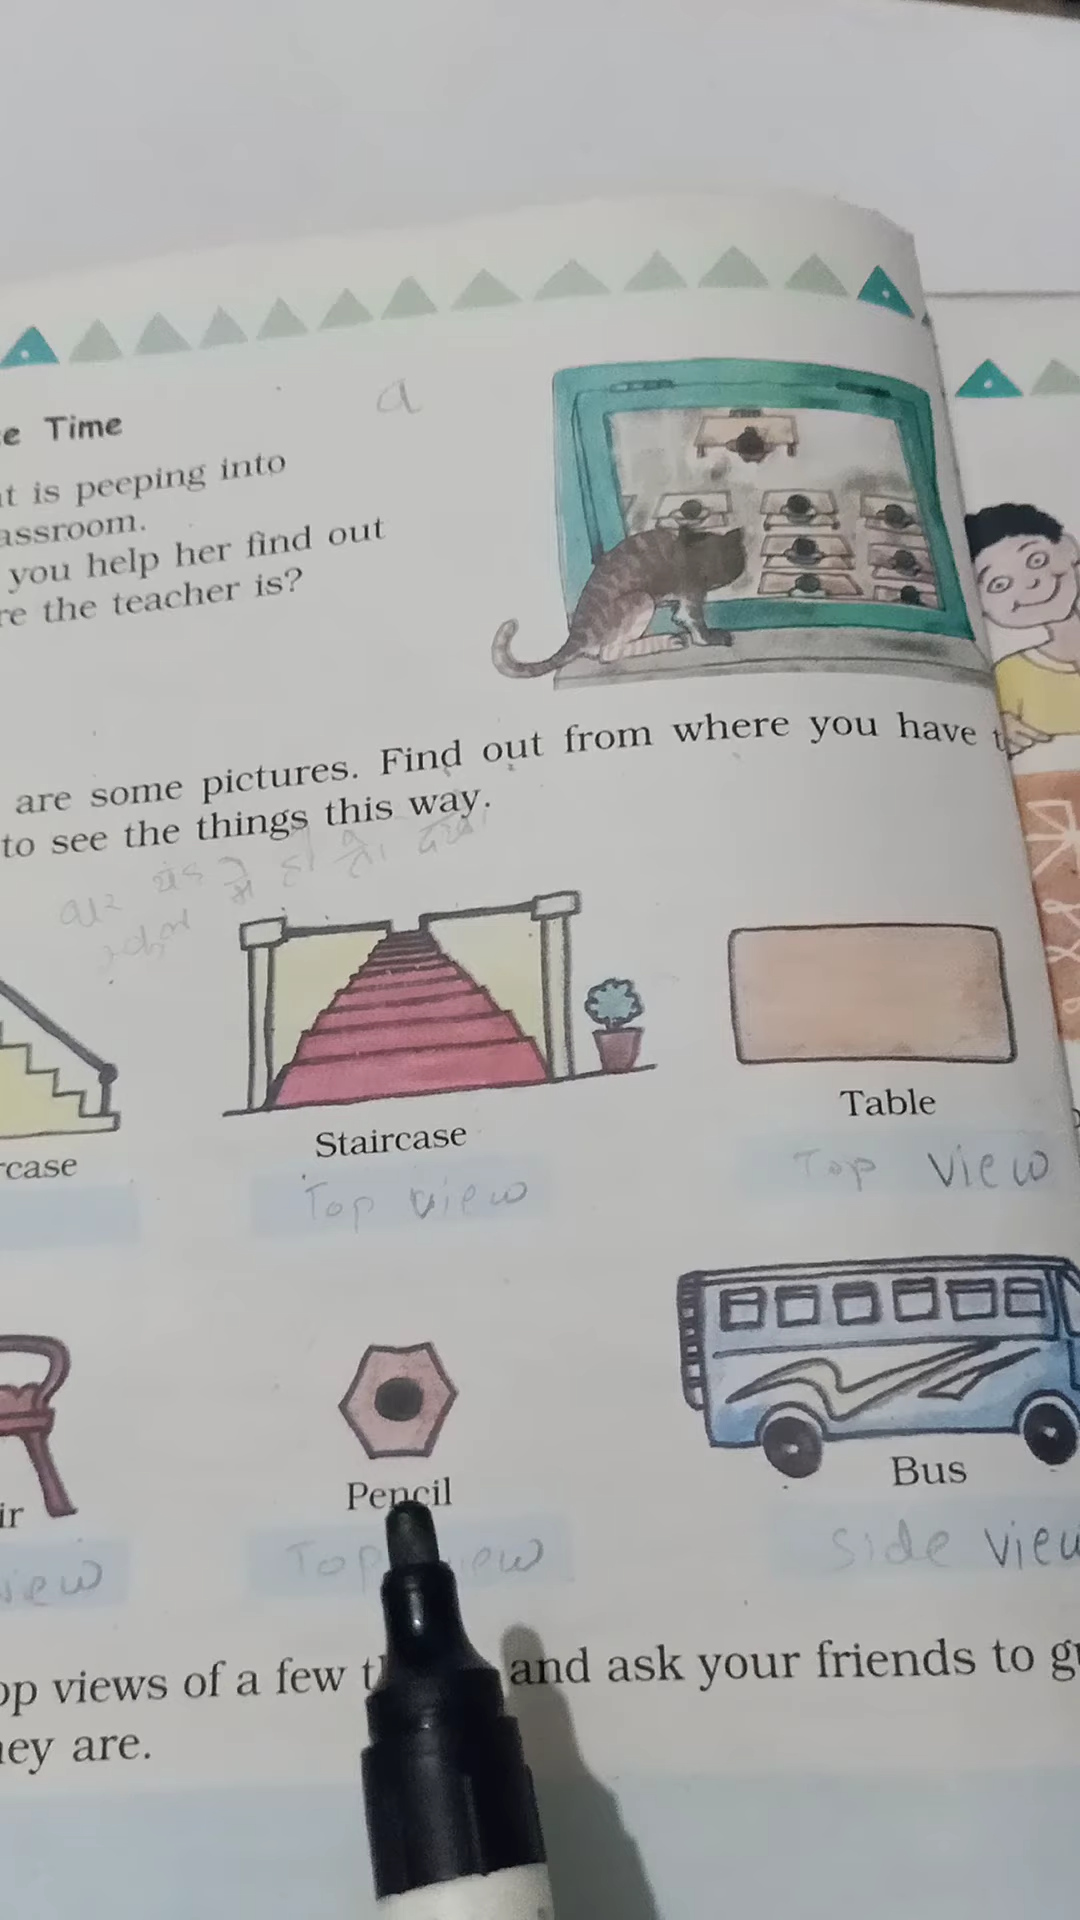 a
e Time
t is peeping into
assroom.
you help her find out
re the teacher is?
are some pictures. Find out from where you have
to see the things this way.
rcase
Staircase
Table
Top view
Top view
ir
Pencil
Bus
iew
Top iew
side view
op views of a few and ask your friends to g
ey are.